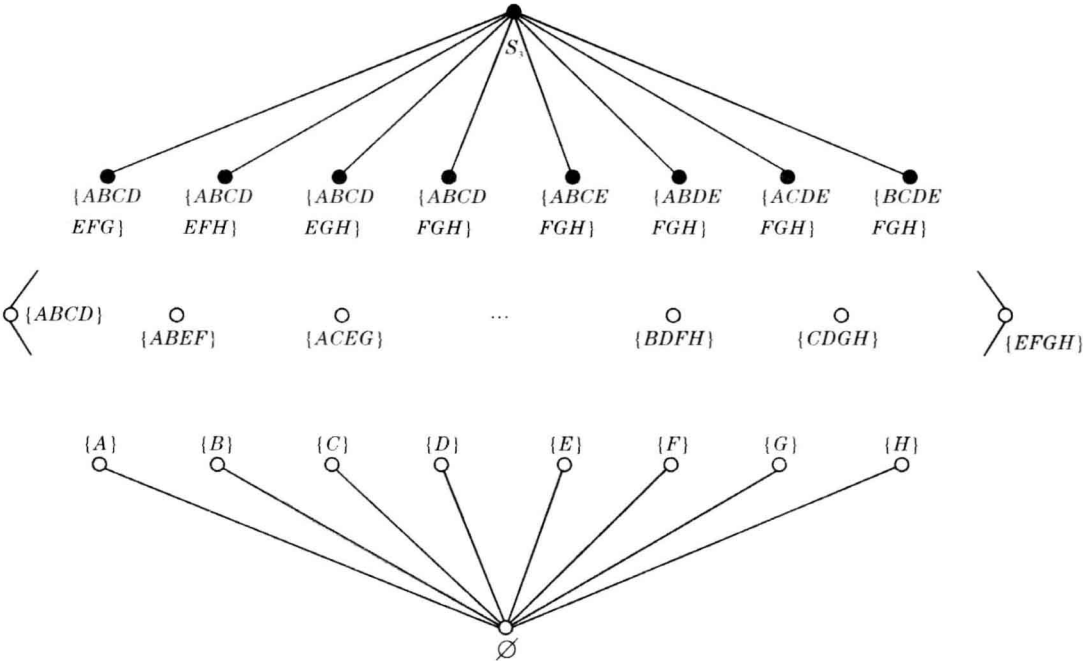 S₃
{ABCD {ABCD {ABCD {ABCD {ABCE {ABDE {ACDE {BCDE
EFG} EFH} EGH} FGH} FGH} FGH} FGH} FGH}
{ABCD} {ABEF} {ACEG} ... {BDFH} {CDGH} {EFGH}
{A} {B} {C} {D} {E} {F} {G} {H}
∅